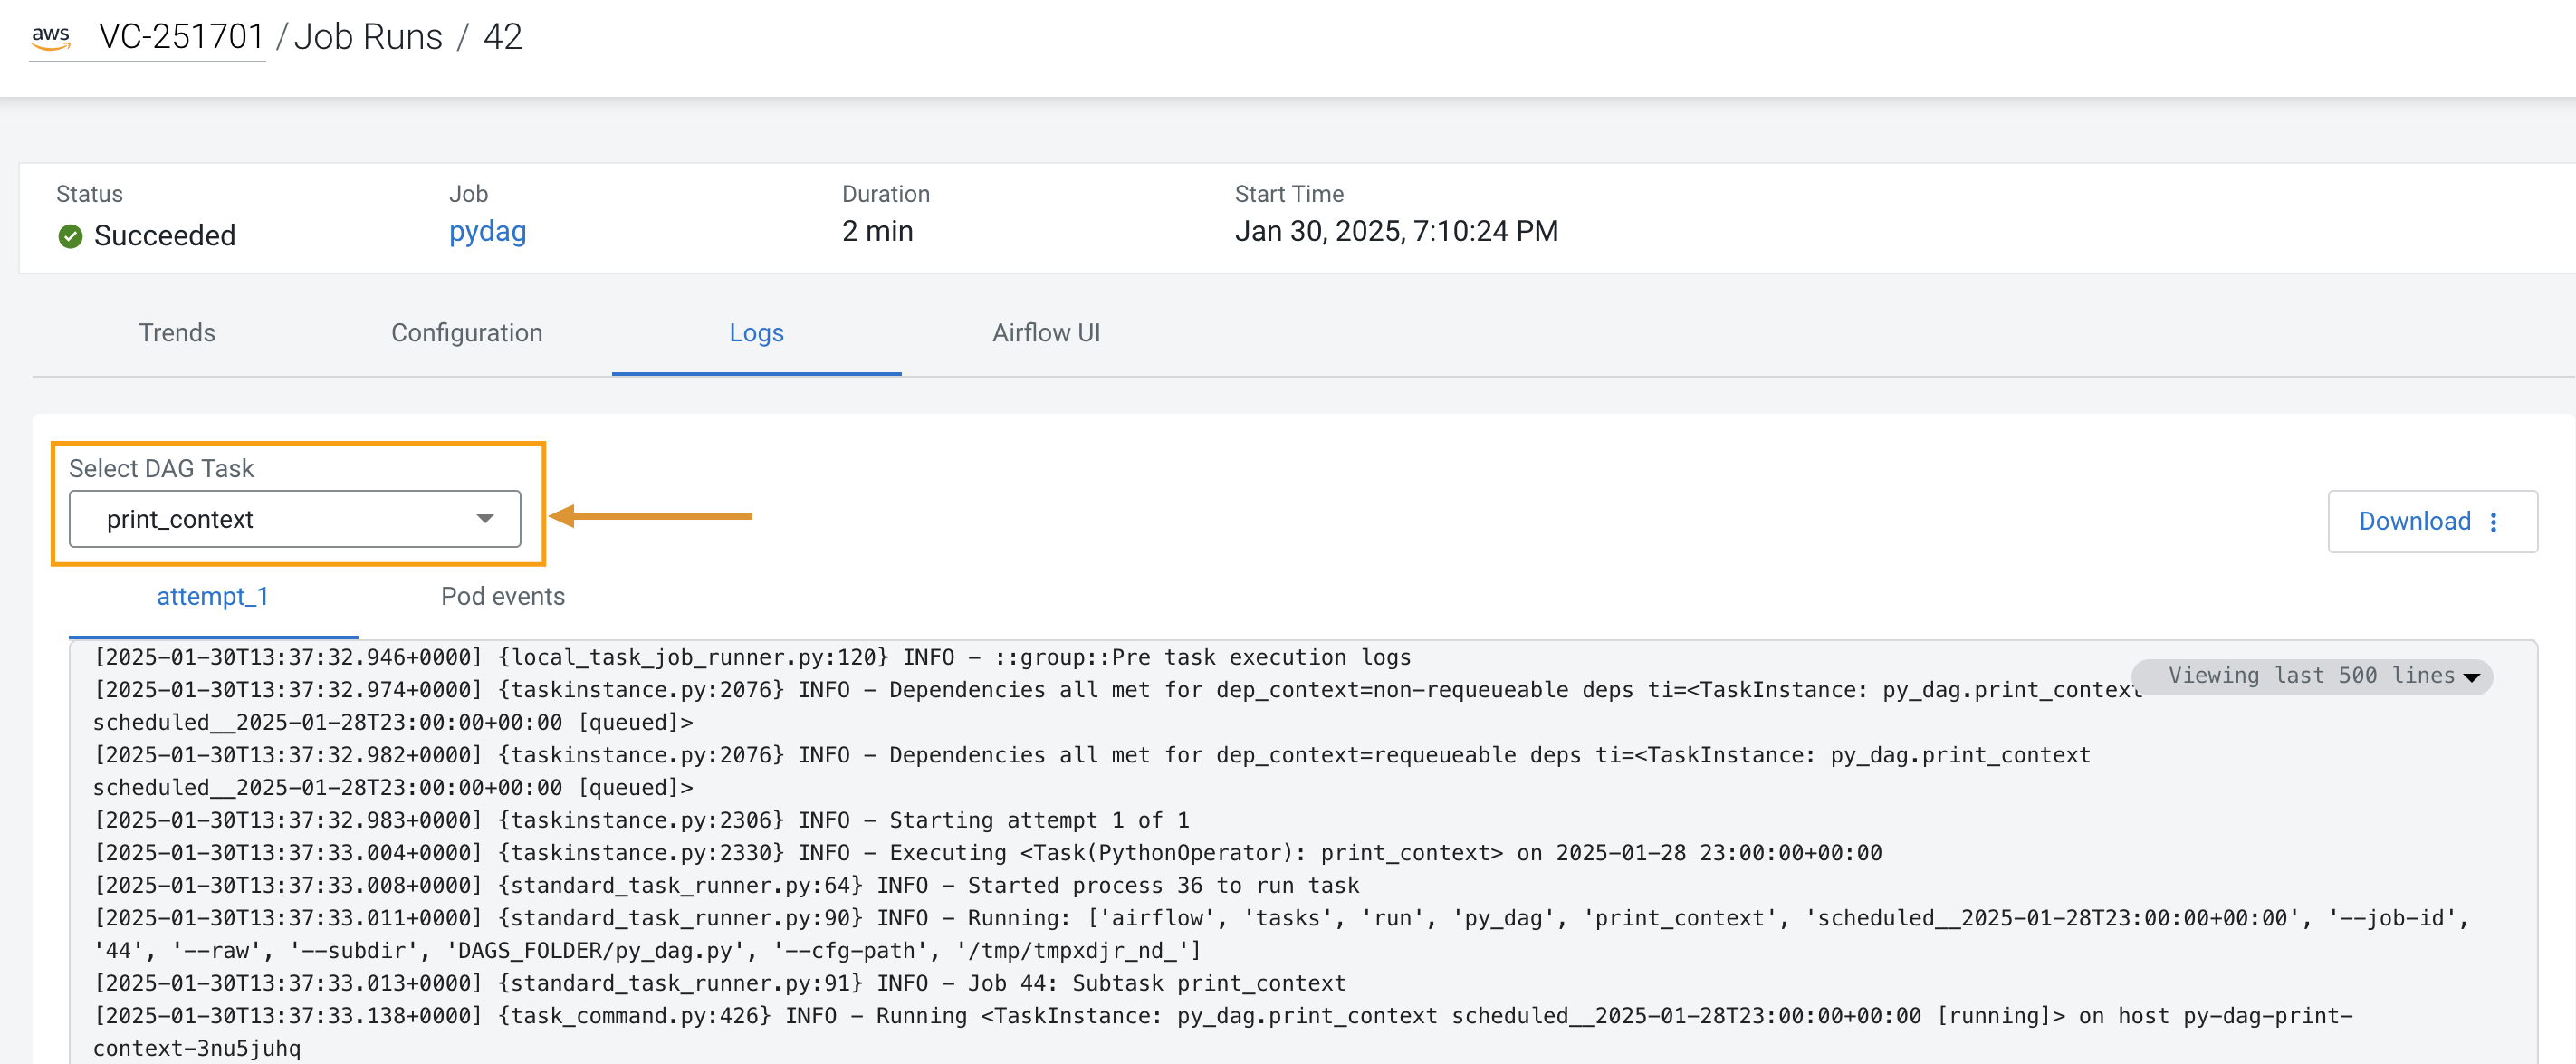 aws VC-251701 / Job Runs / 42
Status
Succeeded
Job
pydag
Duration
2 min
Start Time
Jan 30, 2025, 7:10:24 PM
Trends Configuration Logs Airflow UI
Select DAG Task
print_context
Download
attempt_1 Pod events
Viewing last 500 lines
[2025-01-30T13:37:32.946+0000] {local_task_job_runner.py:120} INFO - ::group::Pre task execution logs
[2025-01-30T13:37:32.974+0000] {taskinstance.py:2076} INFO - Dependencies all met for dep_context=non-requeueable deps ti=<TaskInstance: py_dag.print_context
scheduled__2025-01-28T23:00:00+00:00 [queued]>
[2025-01-30T13:37:32.982+0000] {taskinstance.py:2076} INFO - Dependencies all met for dep_context=requeueable deps ti=<TaskInstance: py_dag.print_context
scheduled__2025-01-28T23:00:00+00:00 [queued]>
[2025-01-30T13:37:32.983+0000] {taskinstance.py:2306} INFO - Starting attempt 1 of 1
[2025-01-30T13:37:33.004+0000] {taskinstance.py:2330} INFO - Executing <Task(PythonOperator): print_context> on 2025-01-28 23:00:00+00:00
[2025-01-30T13:37:33.008+0000] {standard_task_runner.py:64} INFO - Started process 36 to run task
[2025-01-30T13:37:33.011+0000] {standard_task_runner.py:90} INFO - Running: ['airflow', 'tasks', 'run', 'py_dag', 'print_context', 'scheduled__2025-01-28T23:00:00+00:00', '--job-id',
'44', '--raw', '--subdir', 'DAGS_FOLDER/py_dag.py', '--cfg-path', '/tmp/tmpxdjr_nd_']
[2025-01-30T13:37:33.013+0000] {standard_task_runner.py:91} INFO - Job 44: Subtask print_context
[2025-01-30T13:37:33.138+0000] {task_command.py:426} INFO - Running <TaskInstance: py_dag.print_context scheduled__2025-01-28T23:00:00+00:00 [running]> on host py-dag-print-
context-3nu5juhq